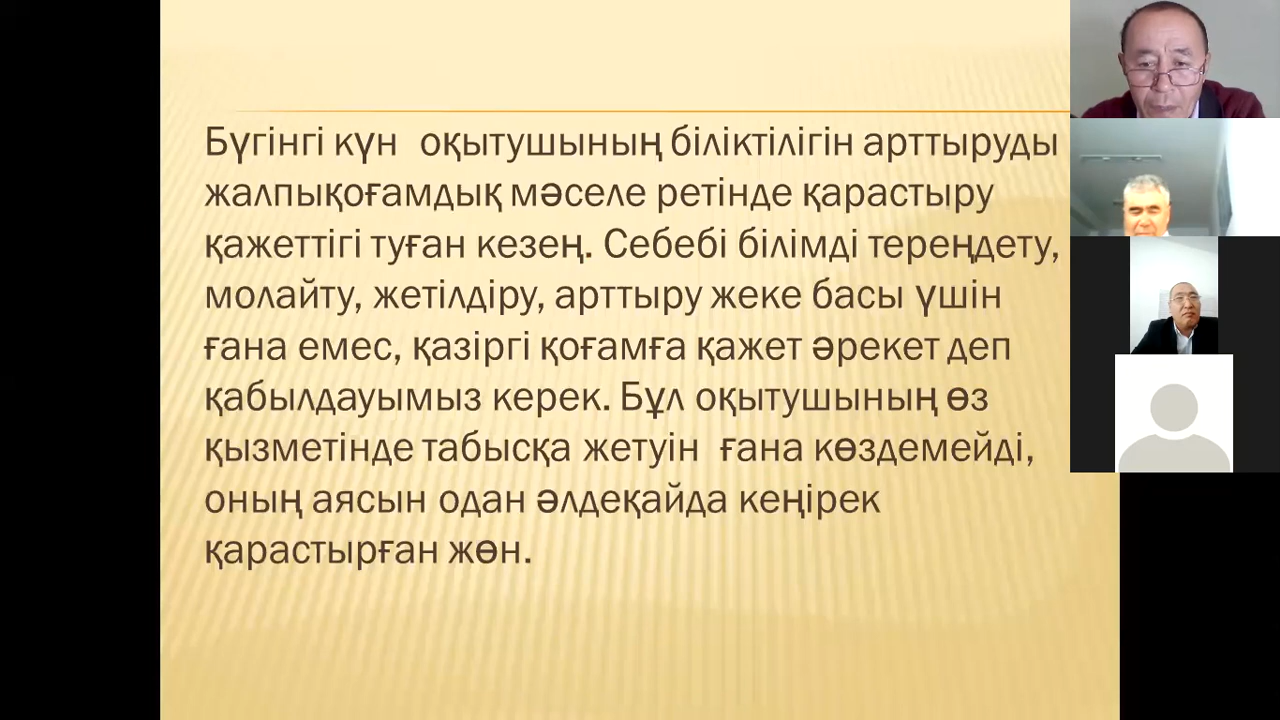 Бүгінгі күн оқытушының біліктілігін арттыруды
жалпықоғамдық мәселе ретінде қарастыру
қажеттігі туған кезең. Себебі білімді тереңдету,
молайту, жетілдіру, арттыру жеке басы үшін
ғана емес, қазіргі қоғамға қажет әрекет деп
қабылдауымыз керек. Бұл оқытушының өз
қызметінде табысқа жетуін ғана көздемейді,
оның аясын одан әлдеқайда кеңірек
қарастырған жөн.